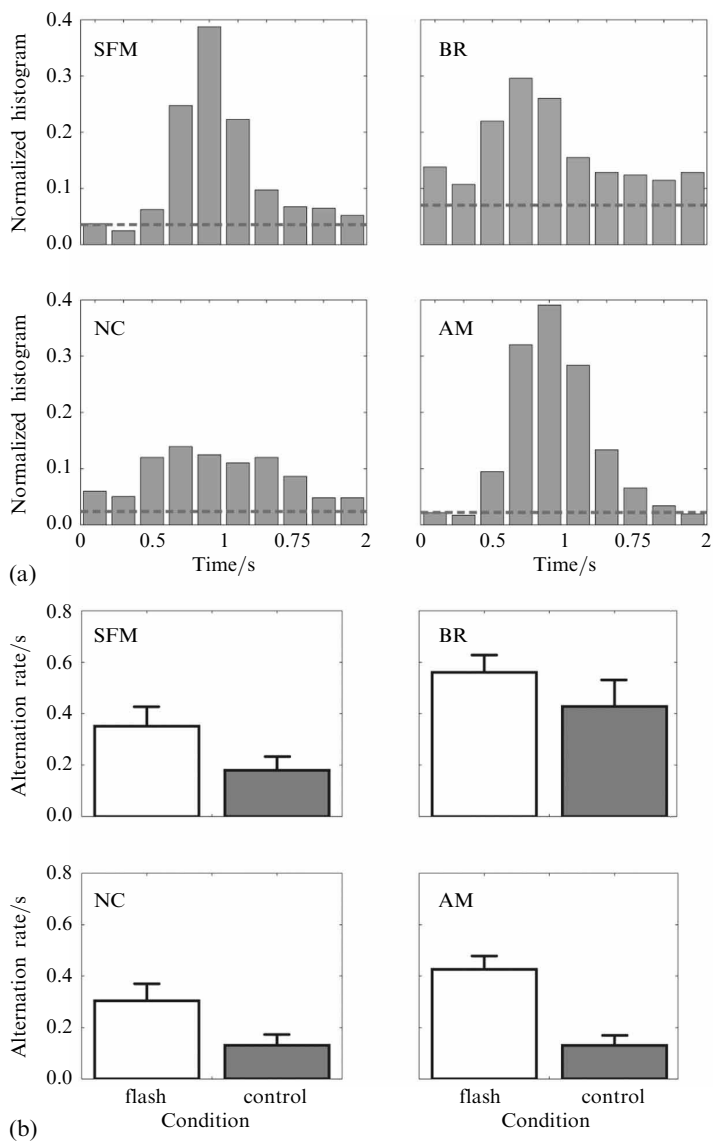 0.4 SFM BR
0.3
0.2
0.1
0.0
Normalized histogram
0.4 NC AM
0.3
0.2
0.1
0.0
Normalized histogram
0 0.5 1 0.75 2 0 0.5 1 0.75 2
Time/s Time/s
(a)
0.8 SFM BR
0.6
0.4
0.2
0.0
Alternation rate/s
0.8 NC AM
0.6
0.4
0.2
0.0
Alternation rate/s
flash control flash control
Condition Condition
(b)